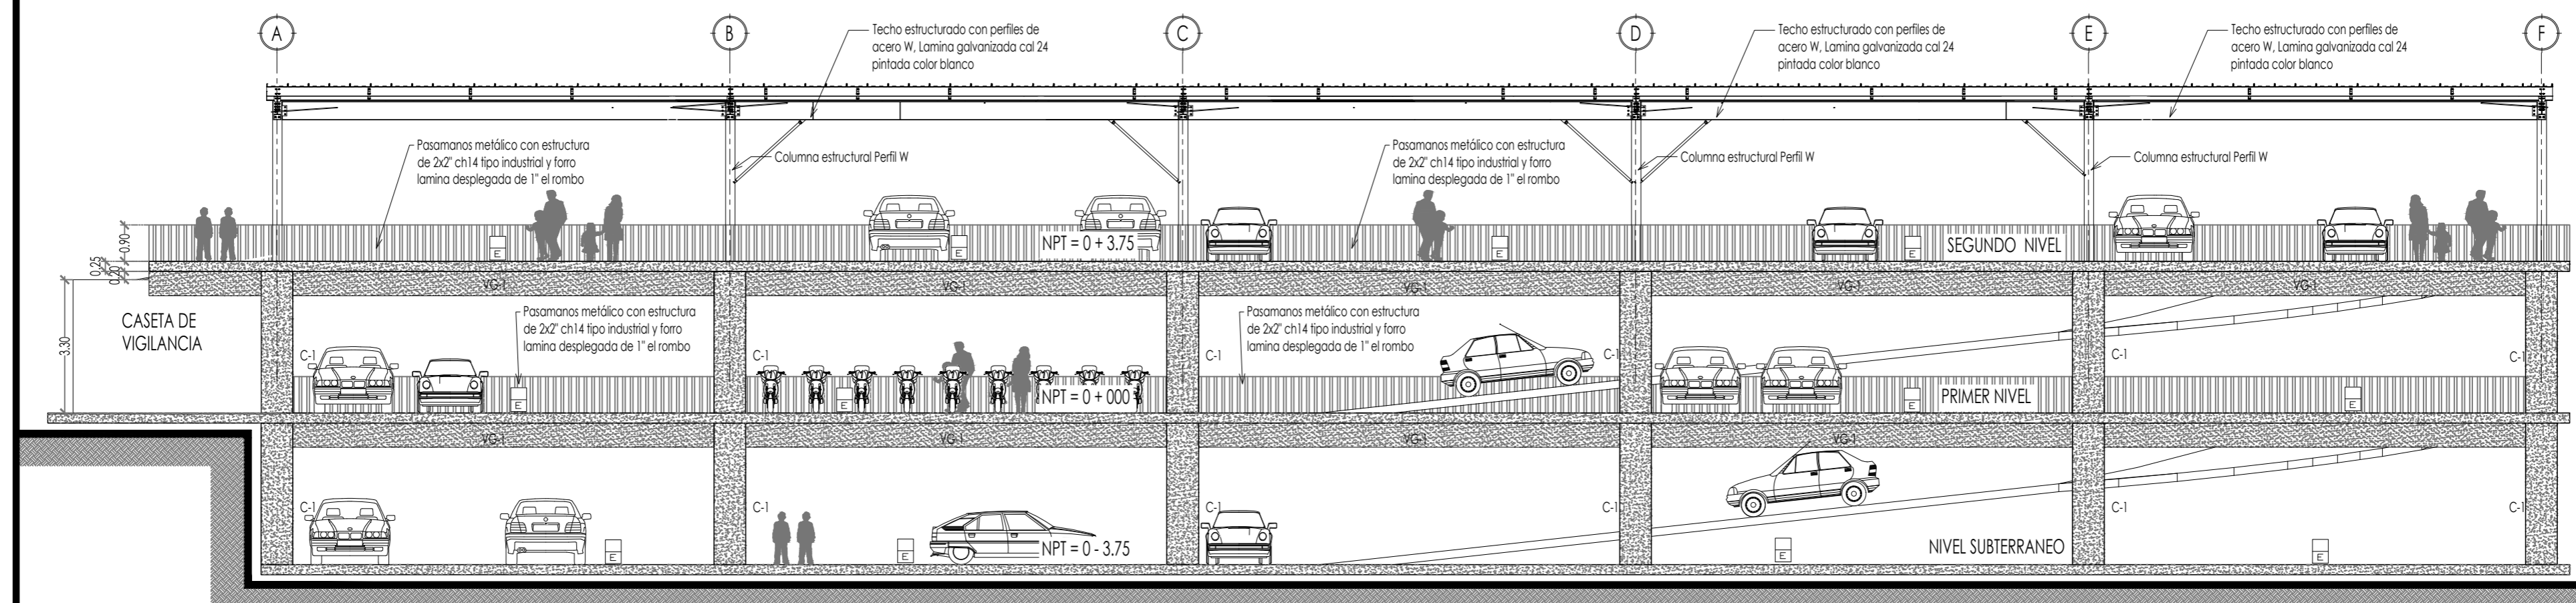 A
B
C
D
E
F
Techo estructurado con perfiles de
acero W, Lamina galvanizada cal 24
pintada color blanco
Techo estructurado con perfiles de
acero W, Lamina galvanizada cal 24
pintada color blanco
Techo estructurado con perfiles de
acero W, Lamina galvanizada cal 24
pintada color blanco
Pasamanos metálico con estructura
de 2x2" ch14 tipo industrial y forro
lamina desplegada de 1" el rombo
Columna estructural Perfil W
Pasamanos metálico con estructura
de 2x2" ch14 tipo industrial y forro
lamina desplegada de 1" el rombo
Columna estructural Perfil W
Columna estructural Perfil W
0.90
E
E
NPT = 0 + 3.75
E
E
SEGUNDO NIVEL
0.25
0.20
VG-1
VG-1
VG-1
VG-1
VG-1
3.30
CASETA DE
VIGILANCIA
C-1
Pasamanos metálico con estructura
de 2x2" ch14 tipo industrial y forro
lamina desplegada de 1" el rombo
C-1
C-1
Pasamanos metálico con estructura
de 2x2" ch14 tipo industrial y forro
lamina desplegada de 1" el rombo
C-1
C-1
C-1
E
E
NPT = 0 + 000
E
PRIMER NIVEL
E
VG-1
VG-1
VG-1
VG-1
C-1
C-1
C-1
C-1
C-1
E
E
NPT = 0 - 3.75
E
NIVEL SUBTERRANEO
E